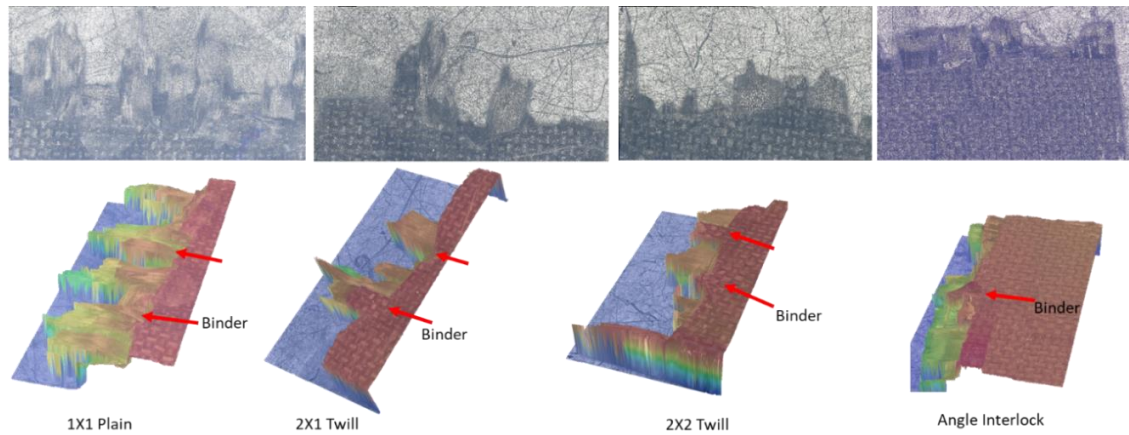 Binder
Binder
Binder
Binder
1X1 Plain
2X1 Twill
2X2 Twill
Angle Interlock